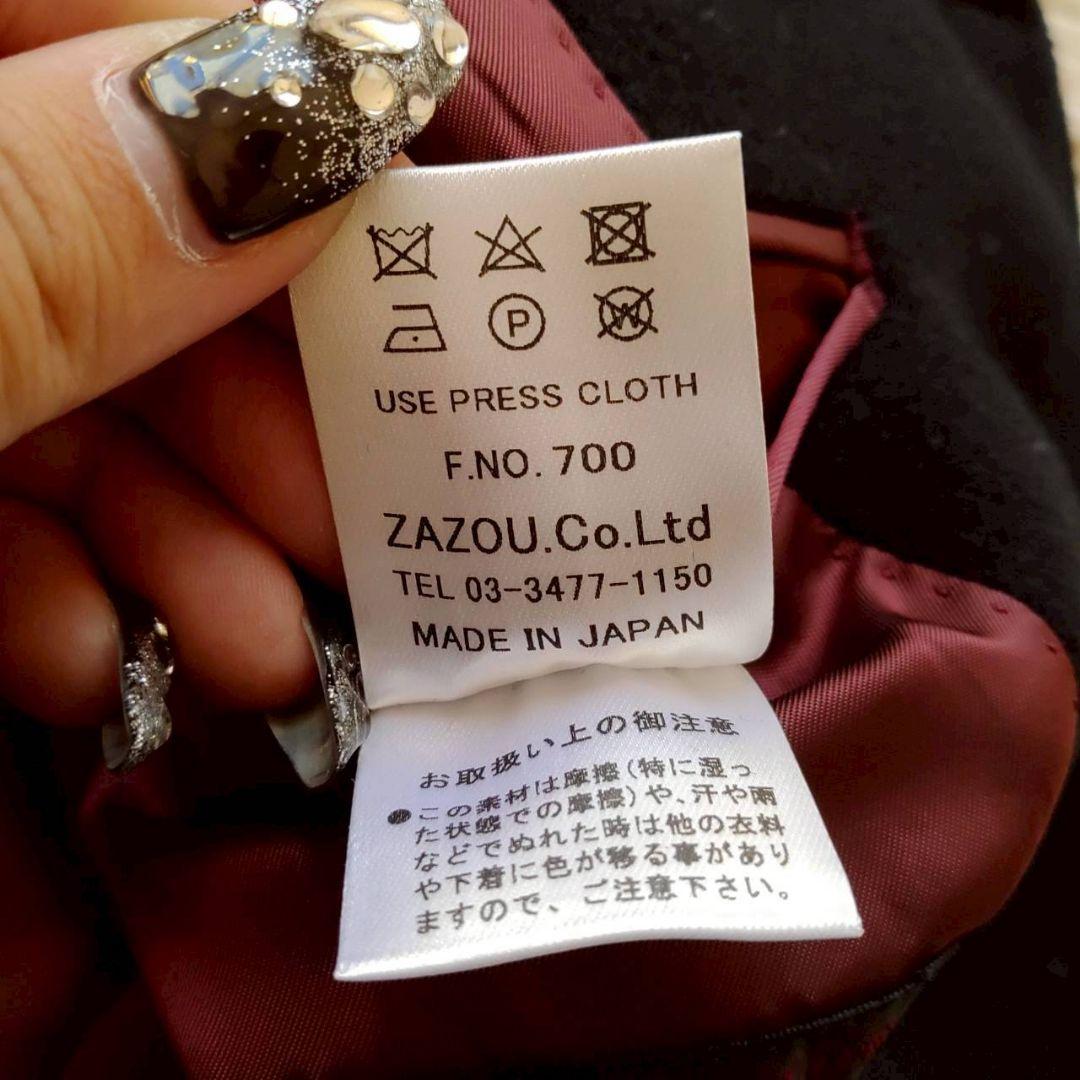 P
W
USE PRESS CLOTH
F.NO. 700
ZAZOU.Co.Ltd
TEL 03-3477-1150
MADE IN JAPAN
お取扱い上の御注意
●この素材は摩擦(特に湿っ
た状態での摩擦)や、汗や雨
などでぬれた時は他の衣料
や下着に色が移る事があり
ますので、ご注意下さい。